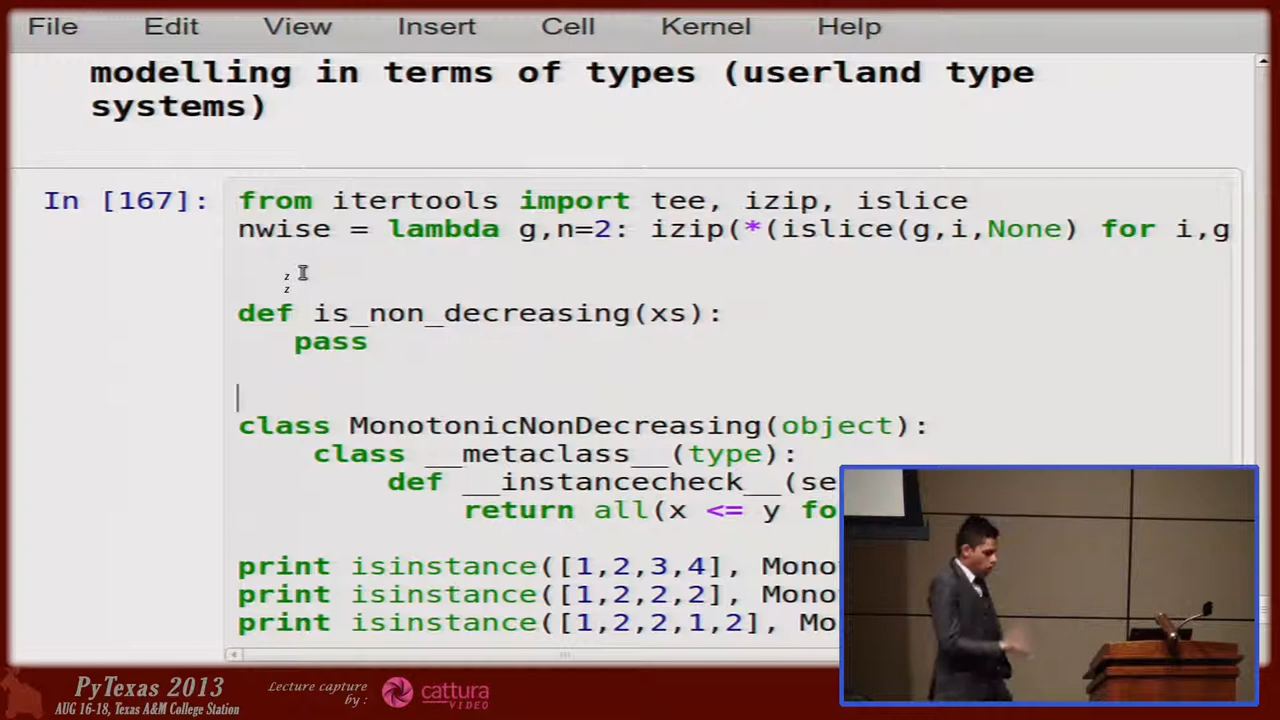 File Edit View Insert Cell Kernel Help
modelling in terms of types (userland type
systems)
In [167]:
from itertools import tee, izip, islice
nwise = lambda g,n=2: izip(*(islice(g,i,None) for i,g
z
z
def is_non_decreasing(xs):
pass
class MonotonicNonDecreasing(object):
class __metaclass__(type):
def __instancecheck__(se
return all(x <= y fo
print isinstance([1,2,3,4], Mono
print isinstance([1,2,2,2], Mono
print isinstance([1,2,2,1,2], Mo
PyTexas 2013
AUG 16-18, Texas A&M College Station
Lecture capture
by :
cattura
VIDEO